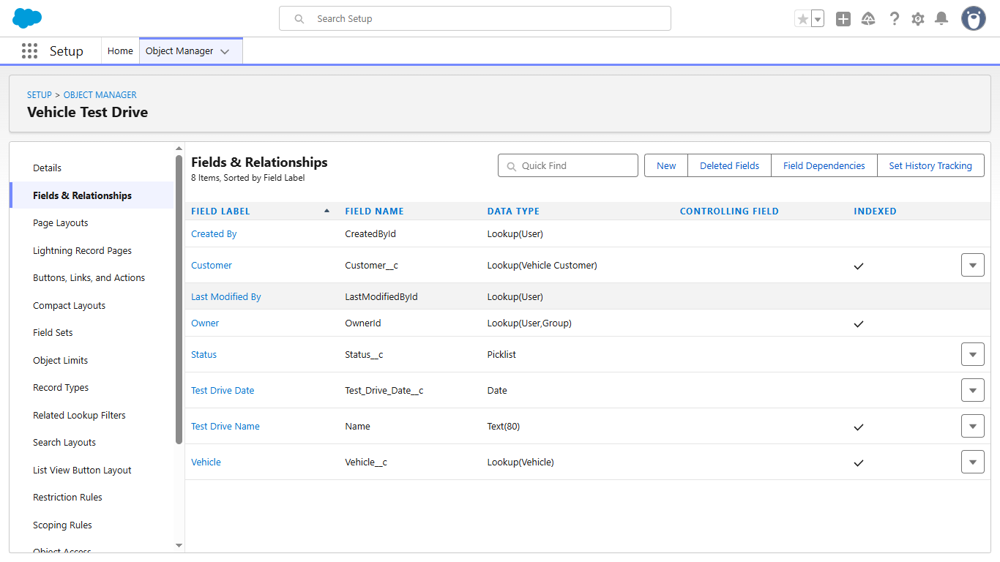 Search Setup
Setup
Home
Object Manager
SETUP > OBJECT MANAGER
Vehicle Test Drive
Details
Fields & Relationships
Page Layouts
Lightning Record Pages
Buttons, Links, and Actions
Compact Layouts
Field Sets
Object Limits
Record Types
Related Lookup Filters
Search Layouts
List View Button Layout
Restriction Rules
Scoping Rules
Object Access
Fields & Relationships
8 Items, Sorted by Field Label
Quick Find
New
Deleted Fields
Field Dependencies
Set History Tracking
FIELD LABEL FIELD NAME DATA TYPE CONTROLLING FIELD INDEXED
Created By CreatedById Lookup(User)
Customer Customer__c Lookup(Vehicle Customer)
Last Modified By LastModifiedById Lookup(User)
Owner OwnerId Lookup(User,Group)
Status Status__c Picklist
Test Drive Date Test_Drive_Date__c Date
Test Drive Name Name Text(80)
Vehicle Vehicle__c Lookup(Vehicle)